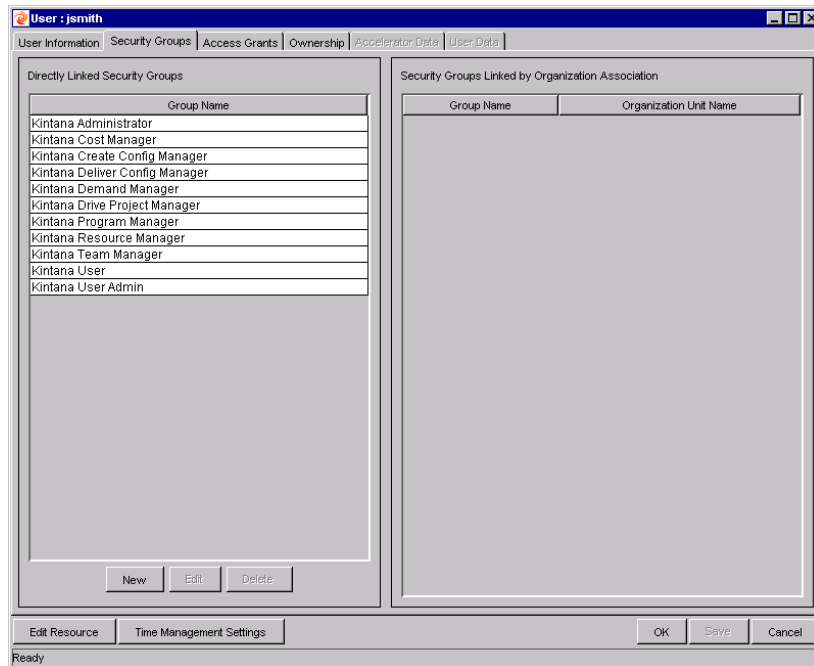 User : jsmith
User Information Security Groups Access Grants Ownership Accelerator Data User Data
Directly Linked Security Groups
Group Name
Kintana Administrator
Kintana Cost Manager
Kintana Create Config Manager
Kintana Deliver Config Manager
Kintana Demand Manager
Kintana Drive Project Manager
Kintana Program Manager
Kintana Resource Manager
Kintana Team Manager
Kintana User
Kintana User Admin
New Edit Delete
Security Groups Linked by Organization Association
Group Name Organization Unit Name
Edit Resource Time Management Settings OK Save Cancel
Ready